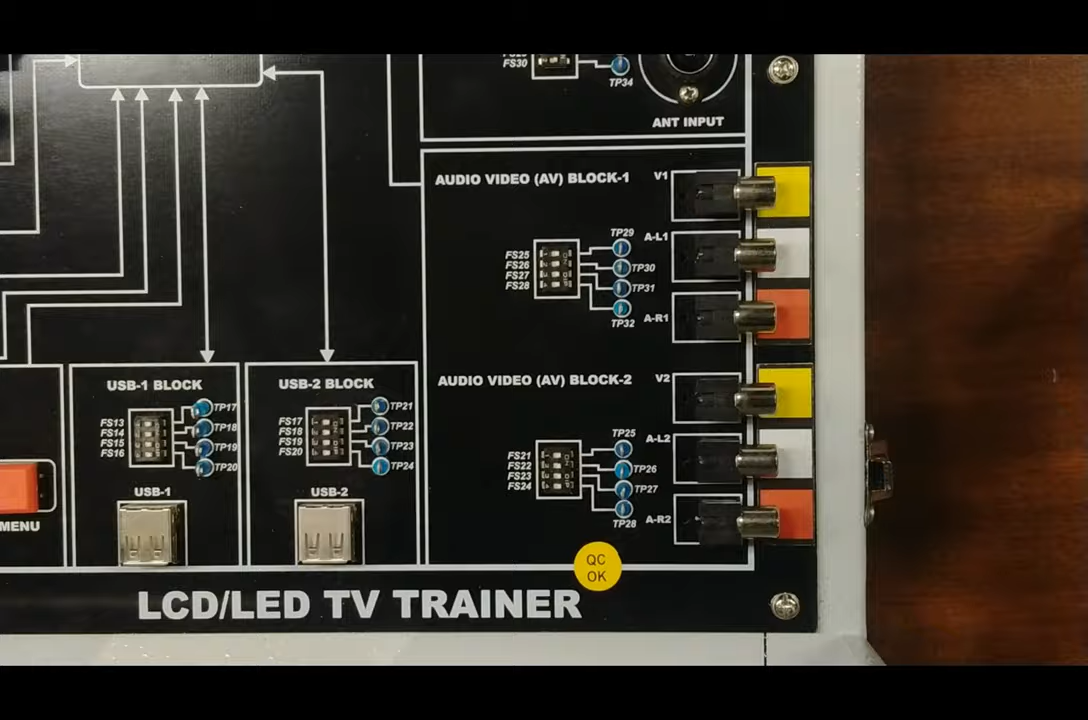 FS30
TP34
ANT INPUT
AUDIO VIDEO (AV) BLOCK-1
V1
TP29
A-L1
FS25
FS26
FS27
FS28
TP30
TP31
TP32
A-R1
AUDIO VIDEO (AV) BLOCK-2
V2
TP25
A-L2
FS21
FS22
FS23
FS24
TP26
TP27
TP28
A-R2
USB-1 BLOCK
FS13
FS14
FS15
FS16
TP17
TP18
TP19
TP20
USB-1
USB-2 BLOCK
FS17
FS18
FS19
FS20
TP21
TP22
TP23
TP24
USB-2
MENU
QC
OK
LCD/LED TV TRAINER